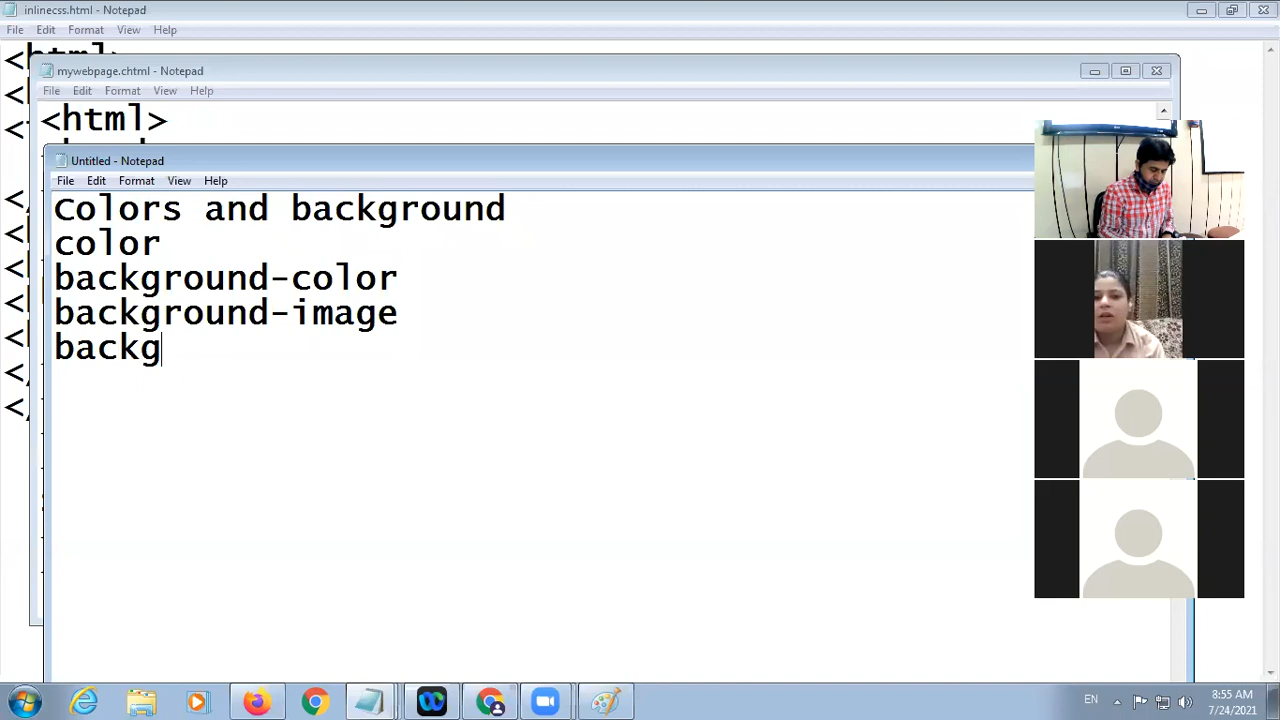 inlinecss.html - Notepad
File Edit Format View Help
<html>
mywebpage.chtml - Notepad
File Edit Format View Help
<html>
Untitled - Notepad
File Edit Format View Help
Colors and background
color
background-color
background-image
backg
EN
8:55 AM
7/24/2021